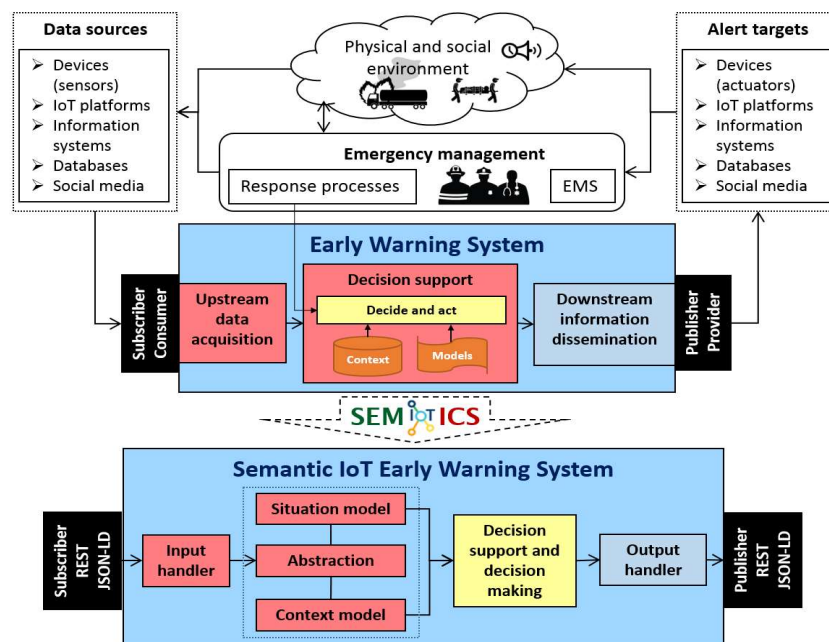 Data sources
Devices
(sensors)
IoT platforms
Information
systems
Databases
Social media
Physical and social
environment
Alert targets
Devices
(actuators)
IoT platforms
Information
systems
Databases
Social media
Emergency management
Response processes
EMS
Early Warning System
Subscriber
Consumer
Upstream
data
acquisition
Decision support
Decide and act
Context
Models
Downstream
information
dissemination
Publisher
Provider
SEMIoTICS
Semantic IoT Early Warning System
Subscriber
REST
JSON-LD
Input
handler
Situation model
Abstraction
Context model
Decision
support and
decision
making
Output
handler
Publisher
REST
JSON-LD